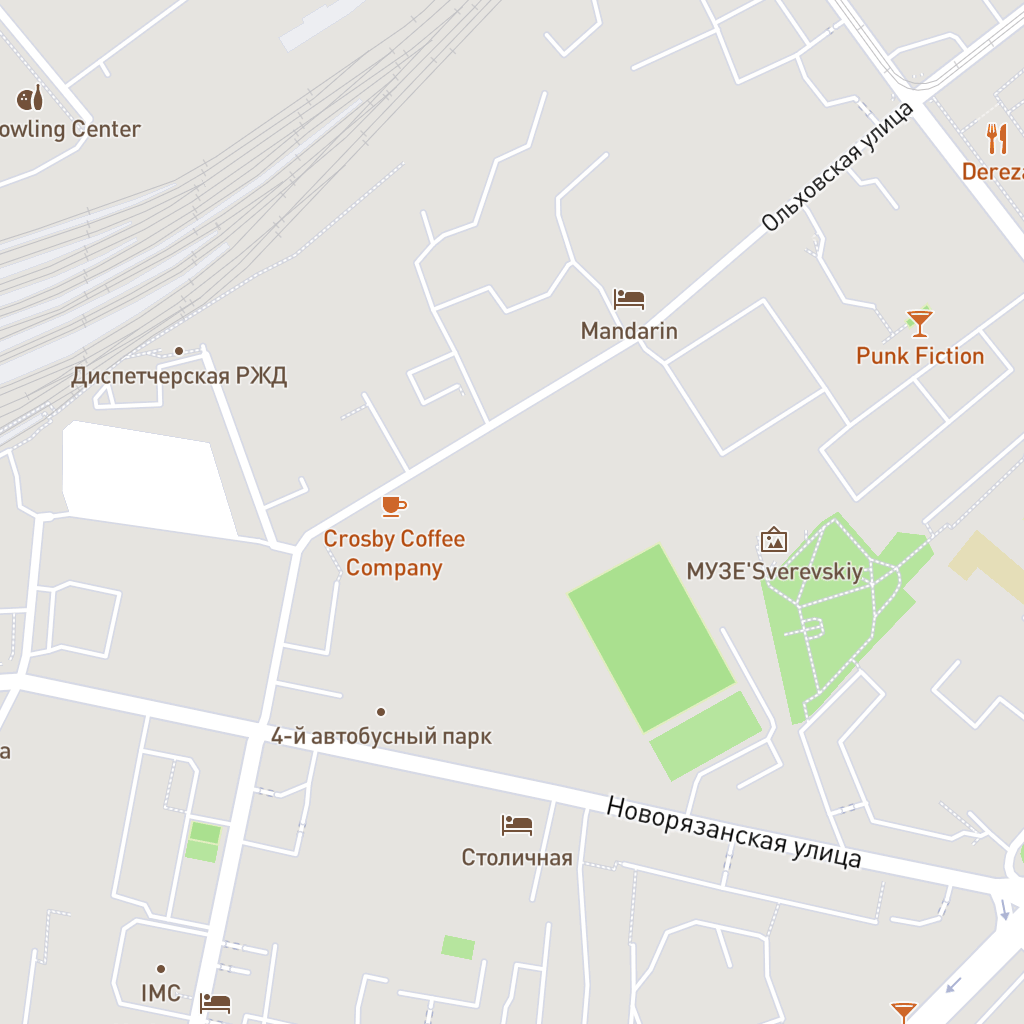 owling Center
Ольховская улица
Dereza
Mandarin
Punk Fiction
Диспетчерская РЖД
Crosby Coffee
Company
МУЗЕ'Sverevskiy
4-й автобусный парк
а
Новорязанская улица
Столичная
IMC